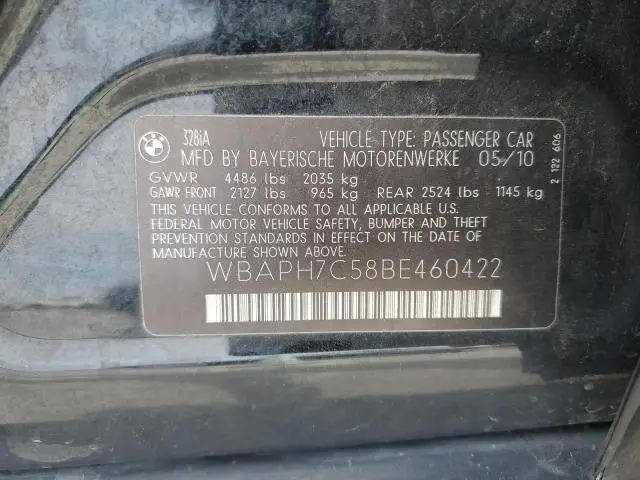 BMW
328iA VEHICLE TYPE: PASSENGER CAR
MFD BY BAYERISCHE MOTORENWERKE 05/10
GVWR 4486 lbs 2035 kg
GAWR FRONT 2127 lbs 965 kg REAR 2524 lbs 1145 kg
THIS VEHICLE CONFORMS TO ALL APPLICABLE U.S.
FEDERAL MOTOR VEHICLE SAFETY, BUMPER AND THEFT
PREVENTION STANDARDS IN EFFECT ON THE DATE
OF MANUFACTURE SHOWN ABOVE.
WBAPH7C58BE460422
2 122 606